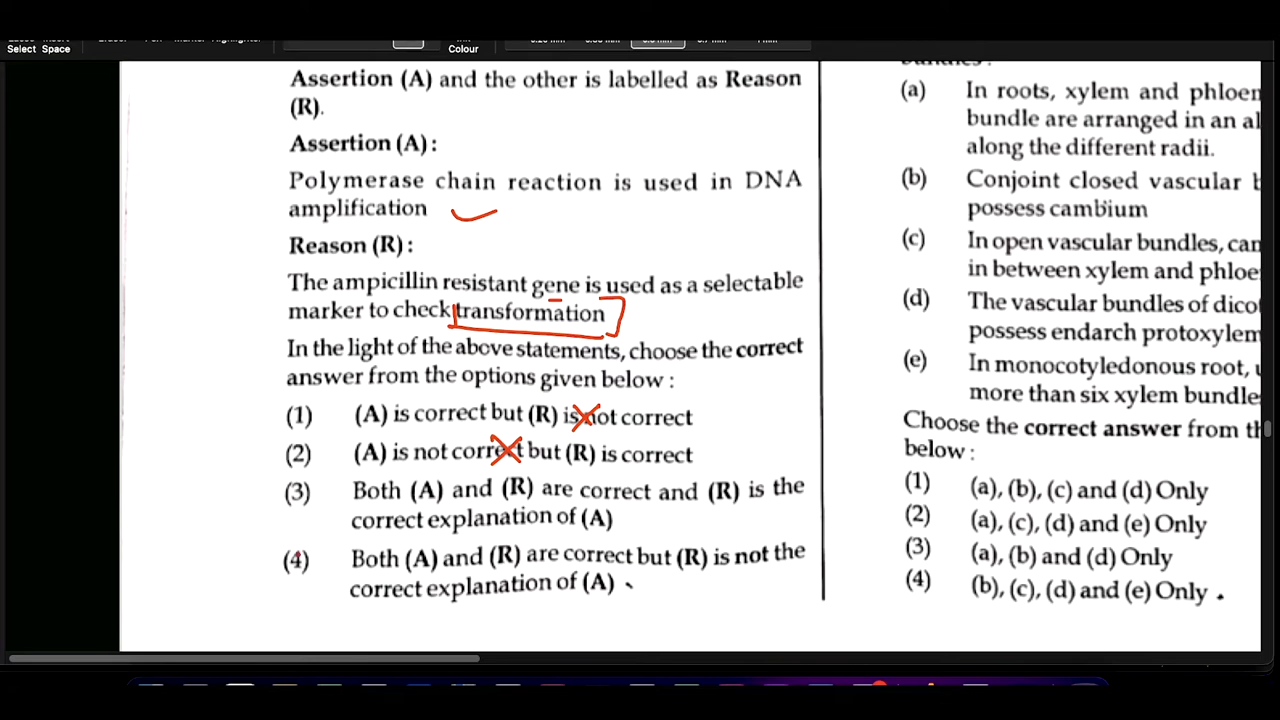 Select Space
Colour
Assertion (A) and the other is labelled as Reason
(R).
Assertion (A) :
Polymerase chain reaction is used in DNA
amplification
Reason (R) :
The ampicillin resistant gene is used as a selectable
marker to check transformation
In the light of the above statements, choose the correct
answer from the options given below :
(1) (A) is correct but (R) is not correct
(2) (A) is not correct but (R) is correct
(3) Both (A) and (R) are correct and (R) is the
correct explanation of (A)
(4) Both (A) and (R) are correct but (R) is not the
correct explanation of (A)
(a) In roots, xylem and phloem
bundle are arranged in an al
along the different radii.
(b) Conjoint closed vascular b
possess cambium
(c) In open vascular bundles, cam
in between xylem and phloe
(d) The vascular bundles of dico
possess endarch protoxylem
(e) In monocotyledonous root, u
more than six xylem bundle
Choose the correct answer from th
below :
(1) (a), (b), (c) and (d) Only
(2) (a), (c), (d) and (e) Only
(3) (a), (b) and (d) Only
(4) (b), (c), (d) and (e) Only .